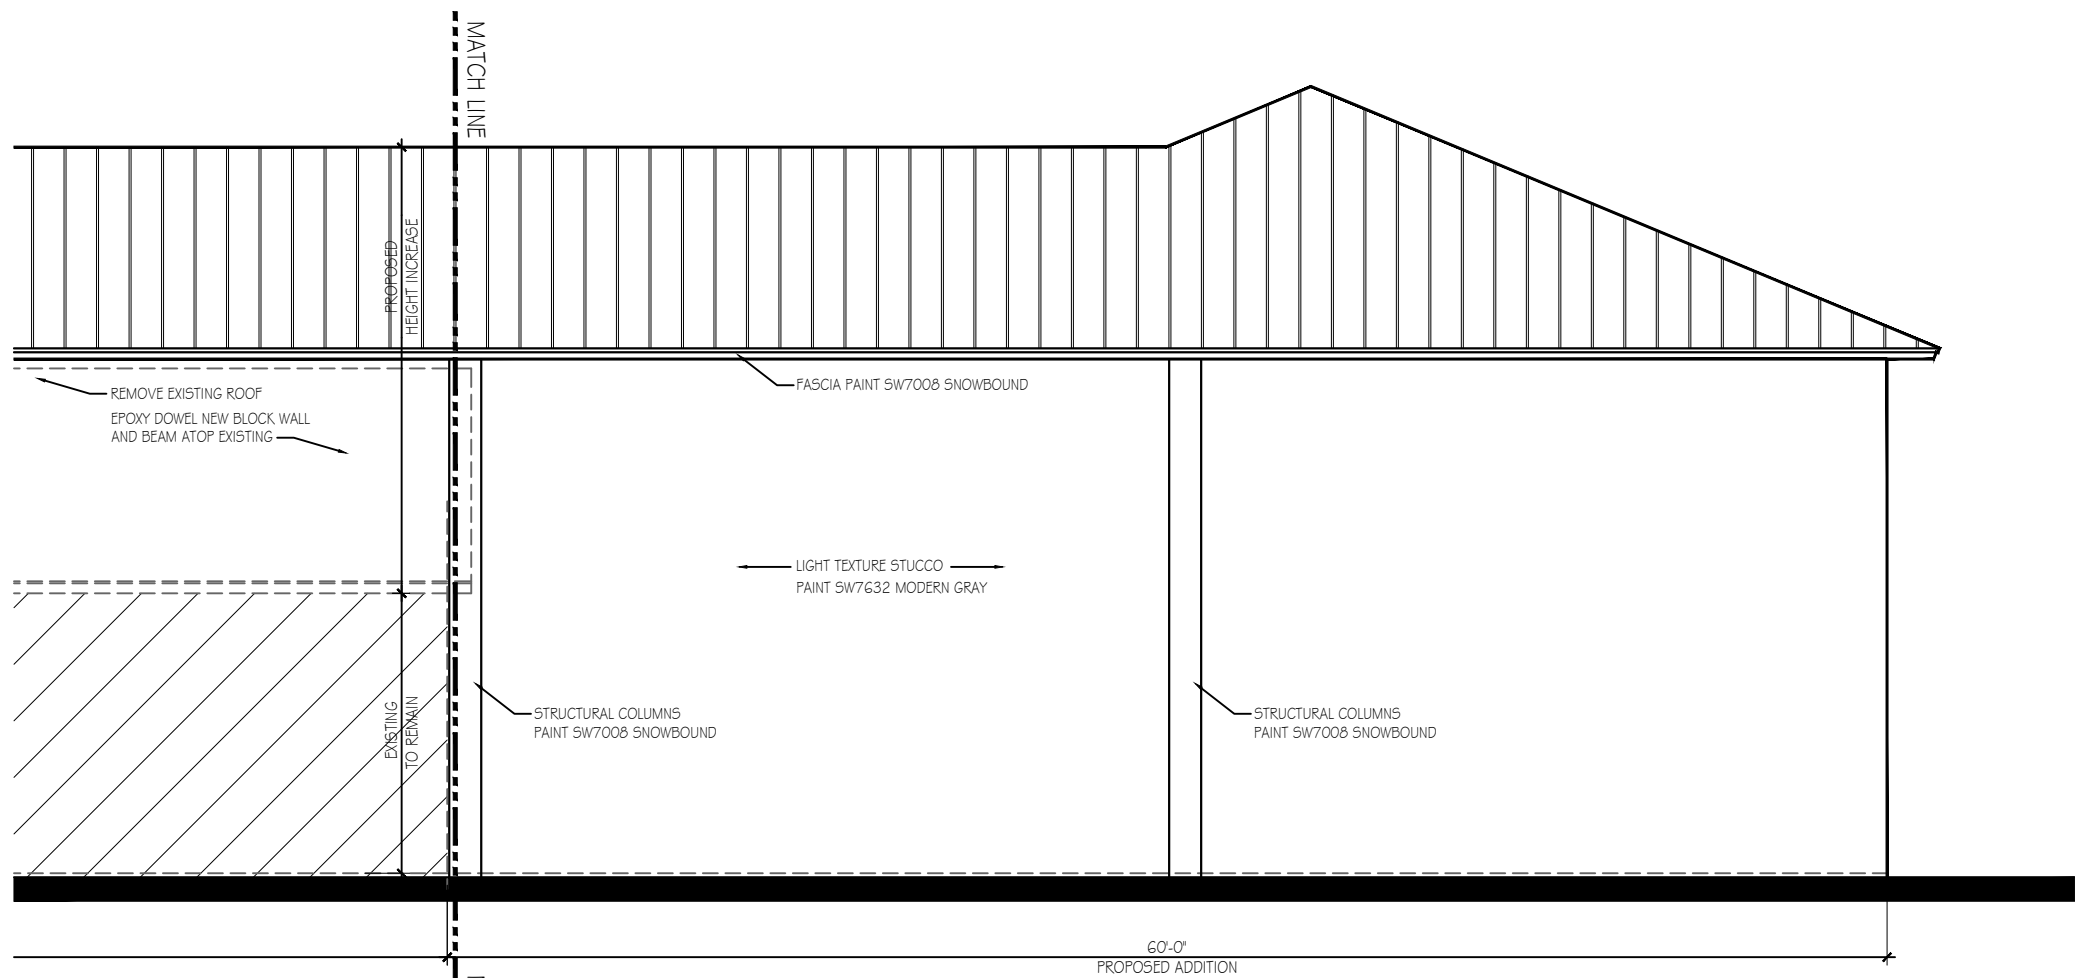 MATCH LINE
PROPOSED
HEIGHT INCREASE
REMOVE EXISTING ROOF
EPOXY DOWEL NEW BLOCK WALL
AND BEAM ATOP EXISTING
FASCIA PAINT SW7008 SNOWBOUND
LIGHT TEXTURE STUCCO
PAINT SW7632 MODERN GRAY
EXISTING
TO REMAIN
STRUCTURAL COLUMNS
PAINT SW7008 SNOWBOUND
STRUCTURAL COLUMNS
PAINT SW7008 SNOWBOUND
60'-0"
PROPOSED ADDITION